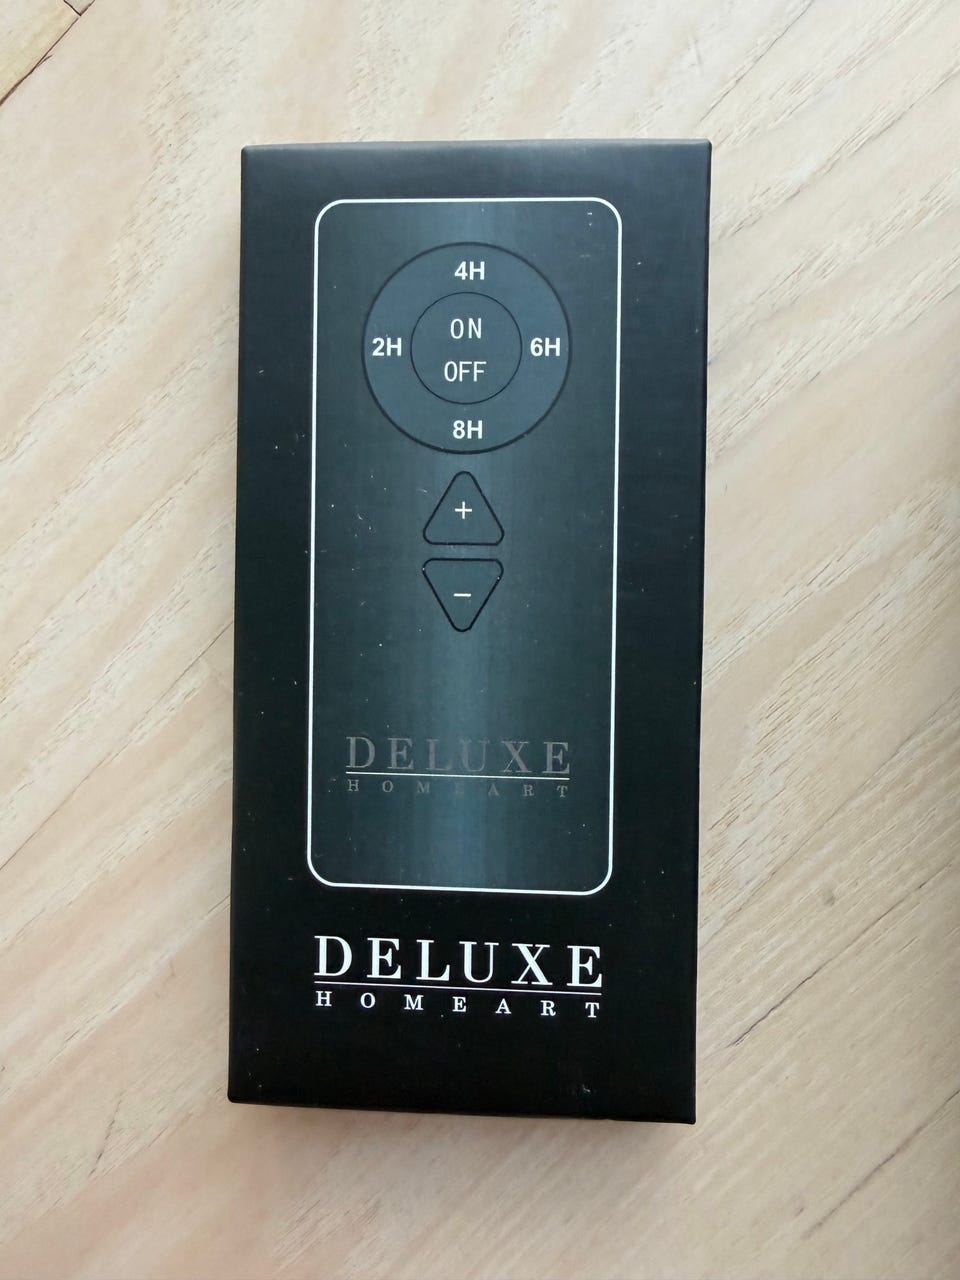 4H
ON
2H 6H
OFF
8H
+
−
DELUXE
HOMEART
DELUXE
HOMEART